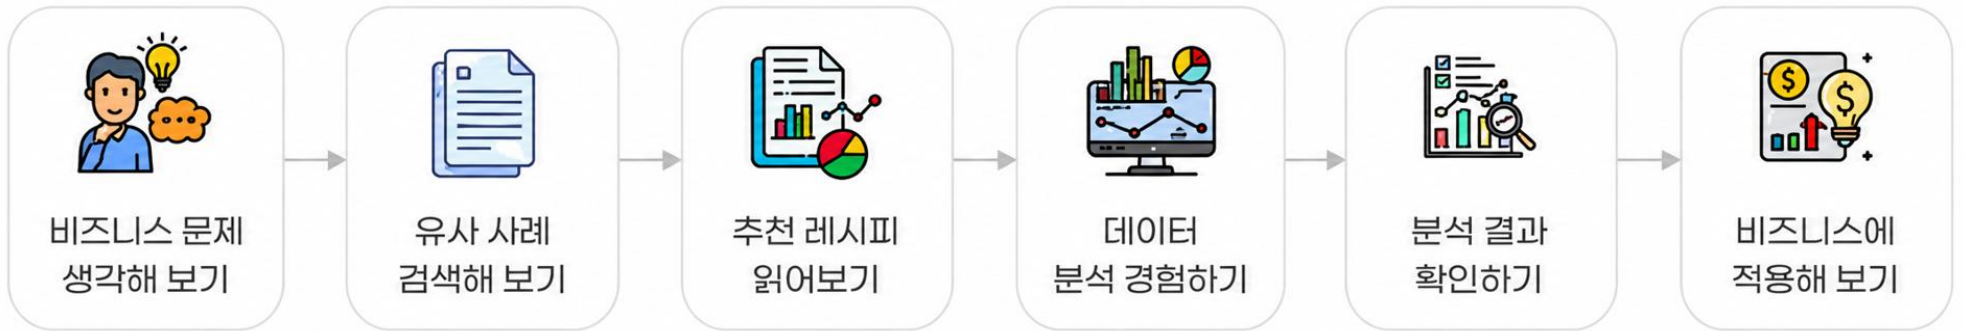 비즈니스 문제
생각해 보기
유사 사례
검색해 보기
추천 레시피
읽어보기
데이터
분석 경험하기
분석 결과
확인하기
비즈니스에
적용해 보기